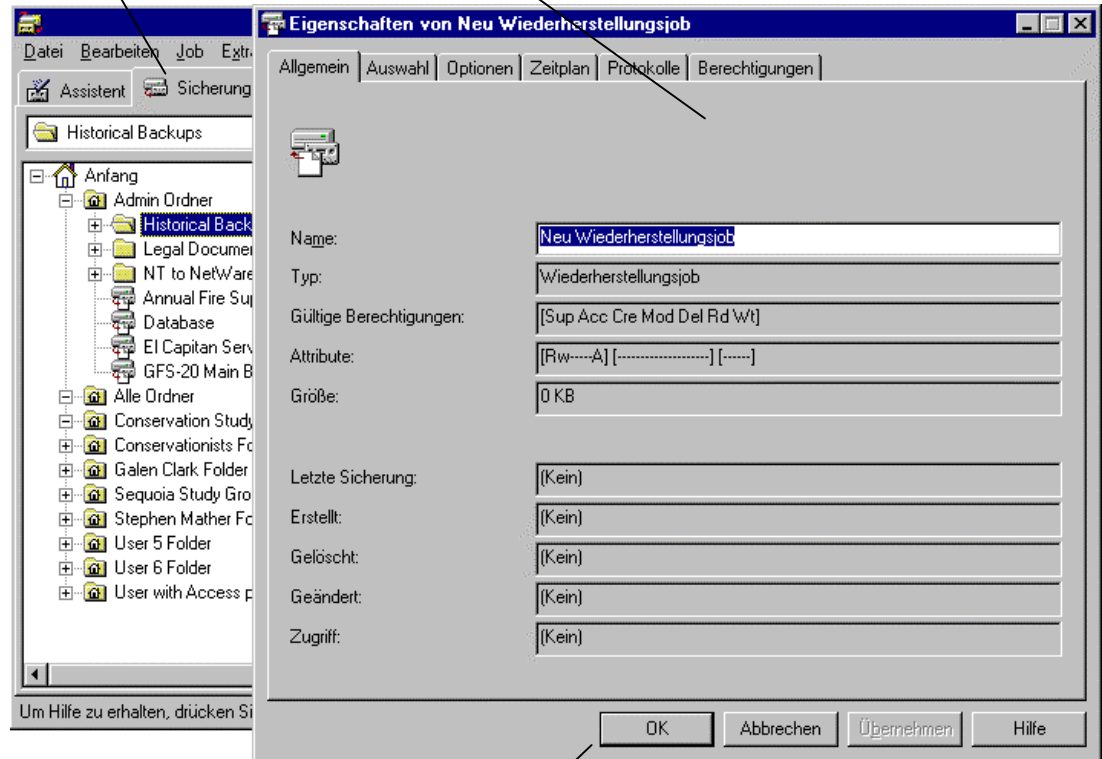 Datei Bearbeiten Job Extr
Assistent Sicherung
Historical Backups
Anfang
Admin Ordner
Historical Back
Legal Documen
NT to NetWare
Annual Fire Sup
Database
El Capitan Serv
GFS-20 Main B
Alle Ordner
Conservation Study
Conservationists Fo
Galen Clark Folder
Sequoia Study Gro
Stephen Mather Fo
User 5 Folder
User 6 Folder
User with Access p
Um Hilfe zu erhalten, drücken Si
Eigenschaften von Neu Wiederherstellungsjob
Allgemein Auswahl Optionen Zeitplan Protokolle Berechtigungen
Name: Neu Wiederherstellungsjob
Typ: Wiederherstellungsjob
Gültige Berechtigungen: [Sup Acc Cre Mod Del Rd Wt]
Attribute: [Rw----A] [--------------------] [------]
Größe: 0 KB
Letzte Sicherung: (Kein)
Erstellt: (Kein)
Gelöscht: (Kein)
Geändert: (Kein)
Zugriff: (Kein)
OK Abbrechen Übernehmen Hilfe